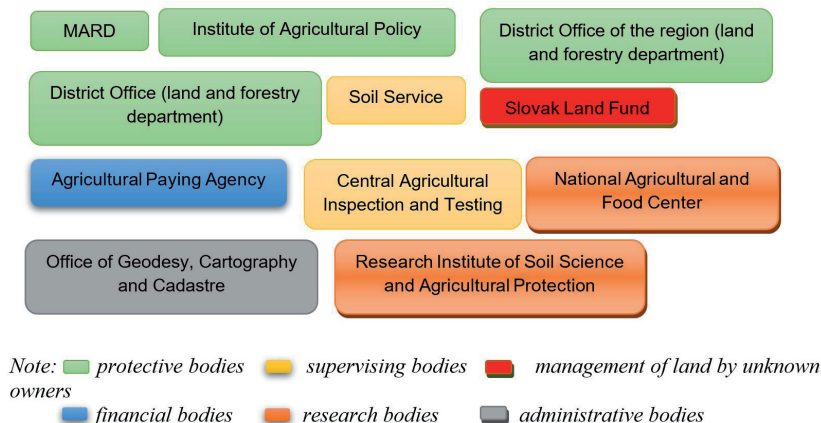 MARD
Institute of Agricultural Policy
District Office of the region (land
and forestry department)
District Office (land and forestry
department)
Soil Service
Slovak Land Fund
Agricultural Paying Agency
Central Agricultural
Inspection and Testing
National Agricultural and
Food Center
Office of Geodesy, Cartography
and Cadastre
Research Institute of Soil Science
and Agricultural Protection
Note: protective bodies supervising bodies management of land by unknown
owners
financial bodies research bodies administrative bodies